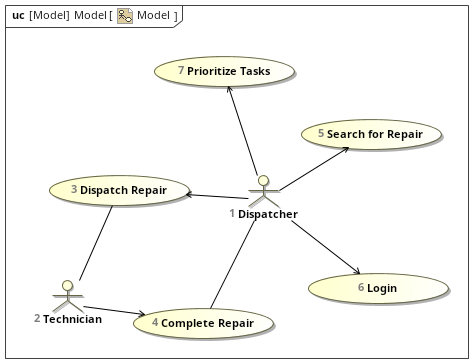 uc [Model] Model [ Model ]
7 Prioritize Tasks
5 Search for Repair
3 Dispatch Repair
1 Dispatcher
6 Login
2 Technician
4 Complete Repair